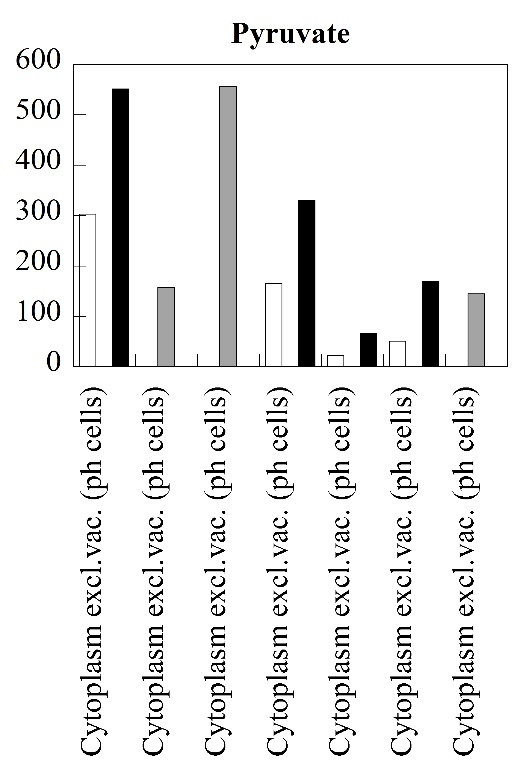 Pyruvate
600
500
400
300
200
100
0
Cytoplasm excl.vac. (ph cells)
Cytoplasm excl.vac. (ph cells)
Cytoplasm excl.vac. (ph cells)
Cytoplasm excl.vac. (ph cells)
Cytoplasm excl.vac. (ph cells)
Cytoplasm excl.vac. (ph cells)
Cytoplasm excl.vac. (ph cells)